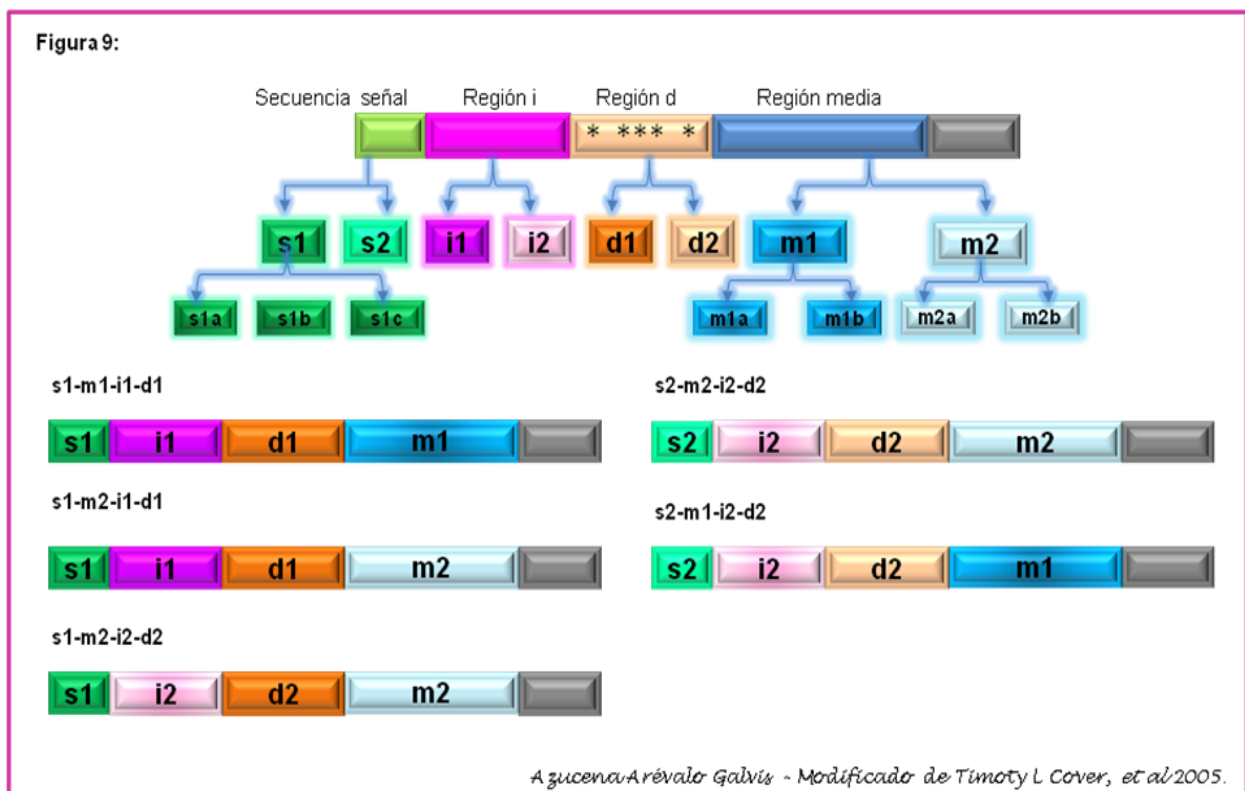 Figura 9:
Secuencia señal Región i Región d Región media
* *** *
s1 s2 i1 i2 d1 d2 m1 m2
s1a s1b s1c m1a m1b m2a m2b
s1-m1-i1-d1
s1 i1 d1 m1
s2-m2-i2-d2
s2 i2 d2 m2
s1-m2-i1-d1
s1 i1 d1 m2
s2-m1-i2-d2
s2 i2 d2 m1
s1-m2-i2-d2
s1 i2 d2 m2
Azucena Arévalo Galvis - Modificado de Timoty L Cover, et al 2005.